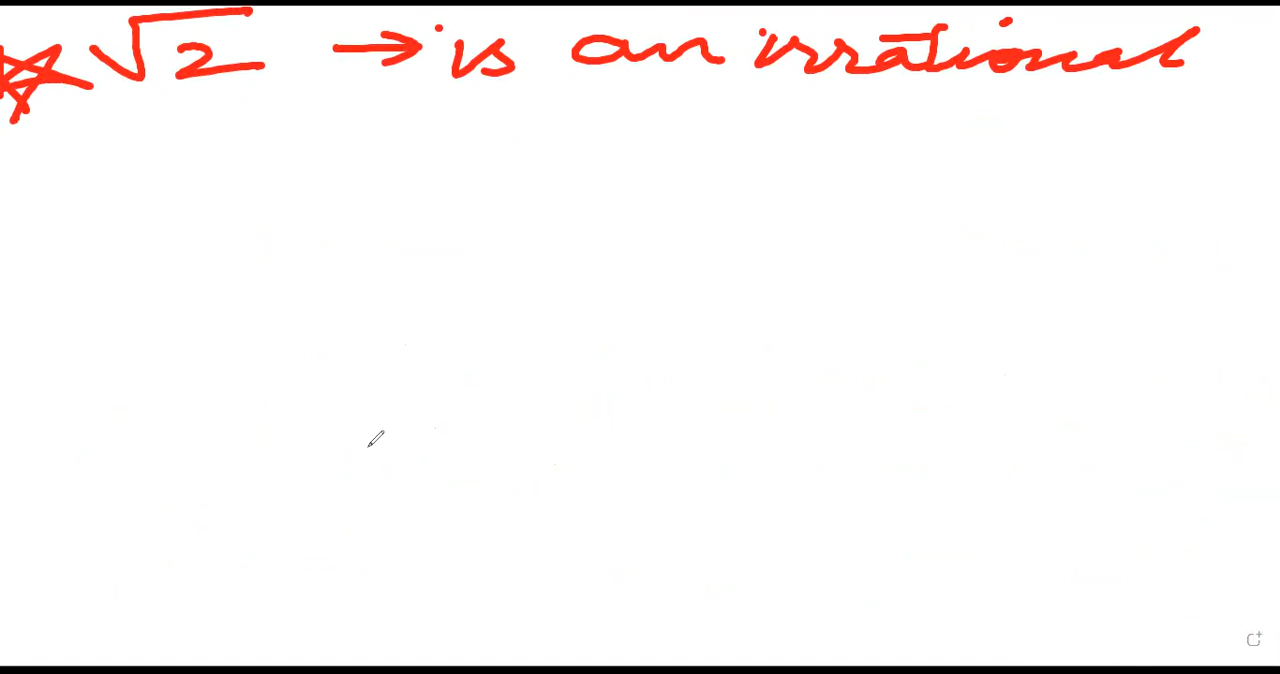 √2 → is an irrational